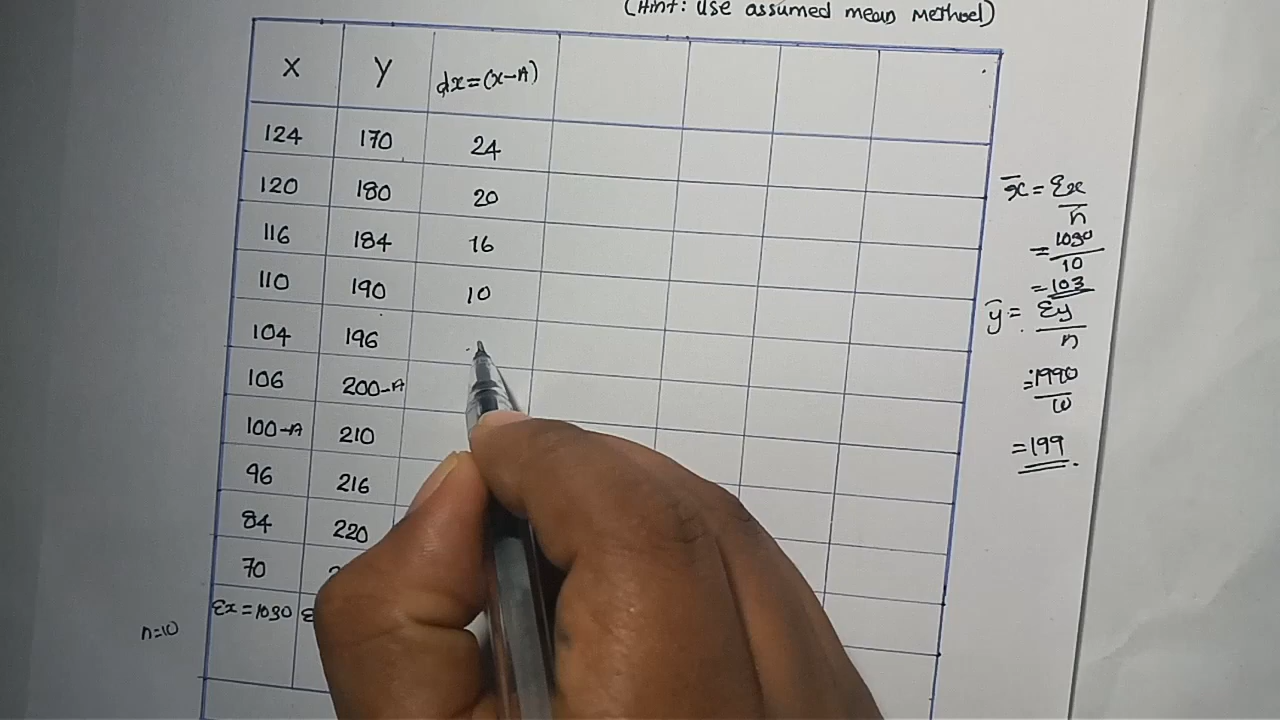 (Hint: use assumed mean Method)
X Y dx=(x-A)
124 170 24
120 180 20
116 184 16
110 190 10
104 196
106 200-A
100-A 210
96 216
84 220
70
Σx=1030
n=10
x̄ = Σx
n
= 1030
10
= 103
ȳ = Σy
n
= 1990
10
= 199